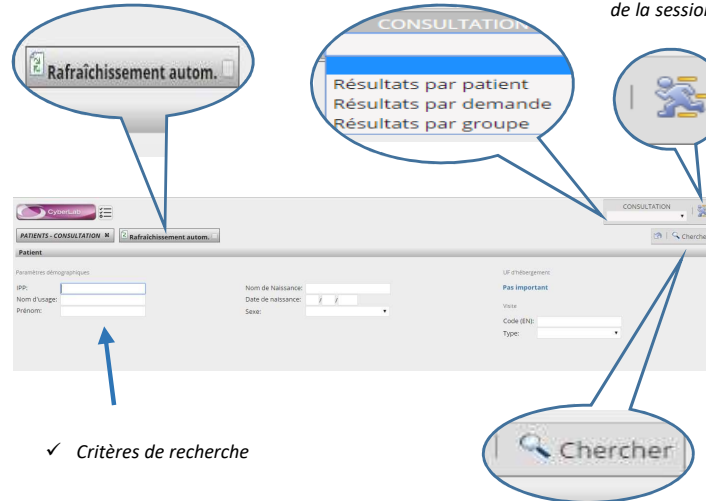 de la session
CONSULTATION
Rafraîchissement autom.
Résultats par patient
Résultats par demande
Résultats par groupe
CyberLab
CONSULTATION
PATIENTS - CONSULTATION
Rafraîchissement autom.
Chercher
Patient
Paramètres démographiques
UF d'hébergement
IPP:
Nom de Naissance:
Pas important
Nom d'usage:
Date de naissance: / /
Visite
Prénom:
Sexe:
Code (EN):
Type:
✓ Critères de recherche
Chercher